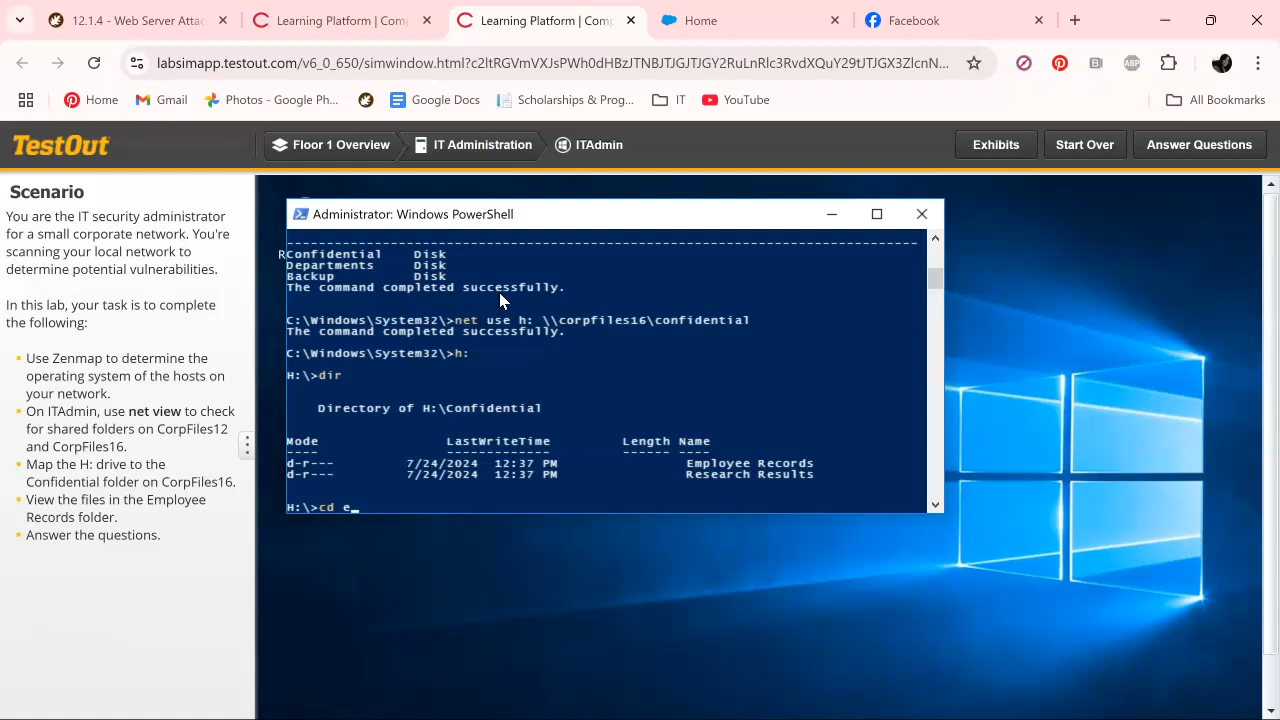 12.1.4 - Web Server Atta
Learning Platform | Comp
Learning Platform | Comp
Home
Facebook
labsimapp.testout.com/v6_0_650/simwindow.html?c2ltRGVmVXJsPWh0dHBzJTNBJTJGJTJGY2RuLnRlc3RvdXQuY29tJTJGX3ZlcnN...
ABP
Home
Gmail
Photos - Google Ph...
Google Docs
Scholarships & Prog...
IT
YouTube
All Bookmarks
TestOut
Floor 1 Overview
IT Administration
ITAdmin
Exhibits
Start Over
Answer Questions
Scenario
You are the IT security administrator
for a small corporate network. You're
scanning your local network to
determine potential vulnerabilities.
In this lab, your task is to complete
the following:
Use Zenmap to determine the
operating system of the hosts on
your network.
On ITAdmin, use net view to check
for shared folders on CorpFiles12
and CorpFiles16.
Map the H: drive to the
Confidential folder on CorpFiles16.
View the files in the Employee
Records folder.
Answer the questions.
Administrator: Windows PowerShell
-------------------------------------------------------------------------------
RConfidential Disk
Departments Disk
Backup Disk
The command completed successfully.
C:\Windows\System32\>net use h: \\corpfiles16\confidential
The command completed successfully.
C:\Windows\System32\>h:
H:\>dir
Directory of H:\Confidential
Mode LastWriteTime Length Name
---- ------------- ------ ----
d-r--- 7/24/2024 12:37 PM Employee Records
d-r--- 7/24/2024 12:37 PM Research Results
H:\>cd e_